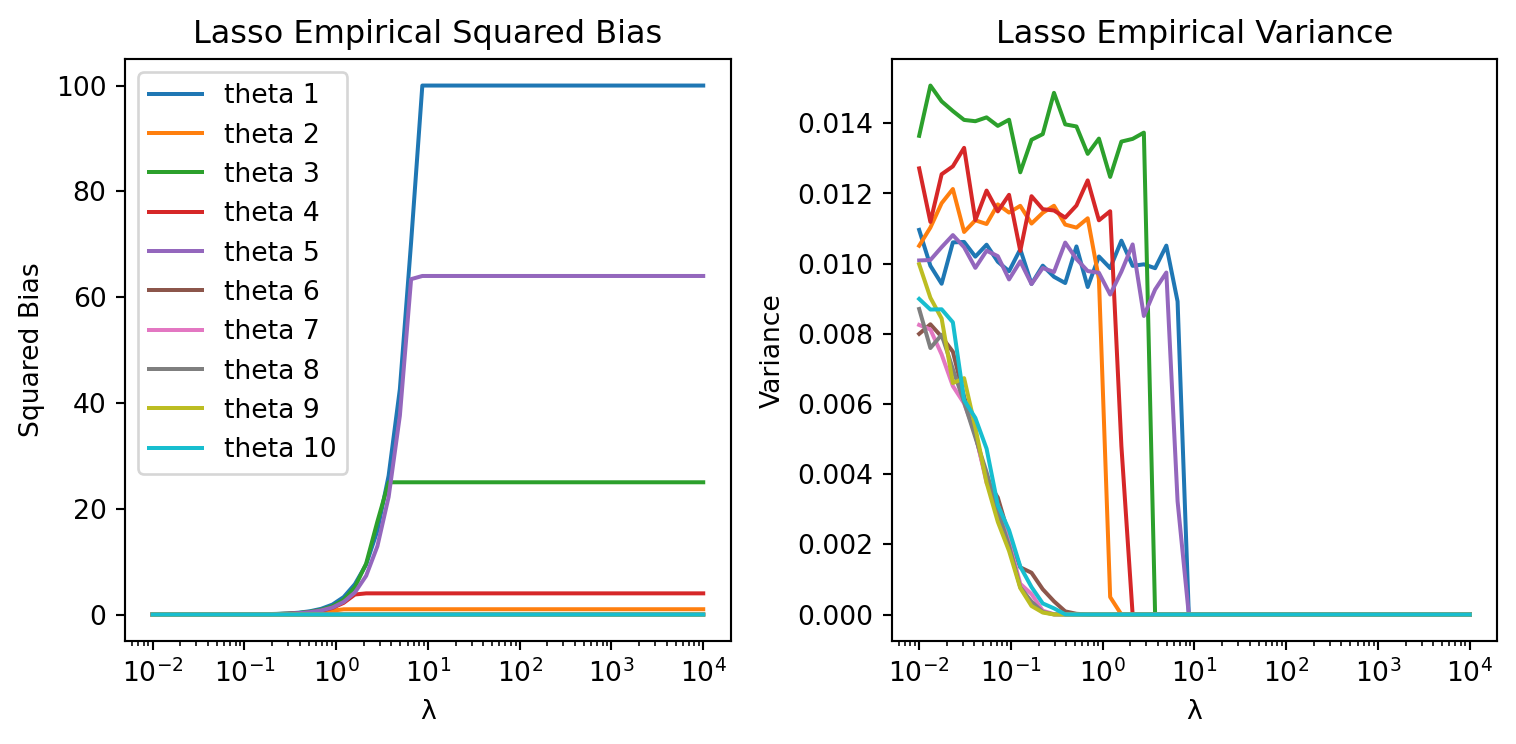 Lasso Empirical Squared Bias
Squared Bias
100
80
60
40
20
0
theta 1
theta 2
theta 3
theta 4
theta 5
theta 6
theta 7
theta 8
theta 9
theta 10
10⁻² 10⁻¹ 10⁰ 10¹ 10² 10³ 10⁴
λ
Lasso Empirical Variance
Variance
0.014
0.012
0.010
0.008
0.006
0.004
0.002
0.000
10⁻² 10⁻¹ 10⁰ 10¹ 10² 10³ 10⁴
λ